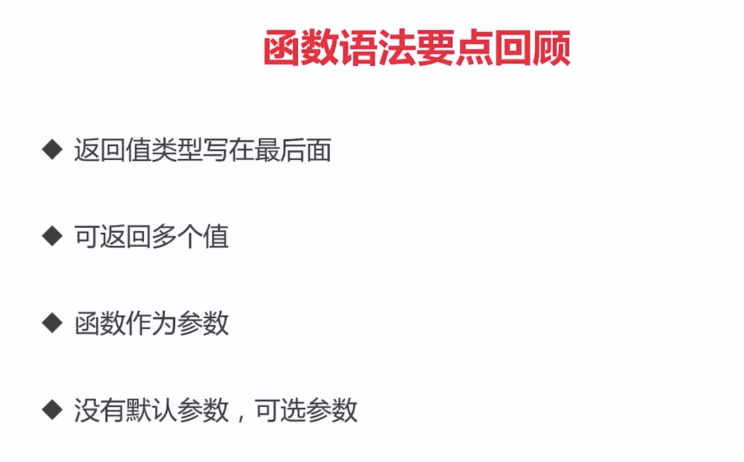 函数语法要点回顾
◆ 返回值类型写在最后面
◆ 可返回多个值
◆ 函数作为参数
◆ 没有默认参数，可选参数